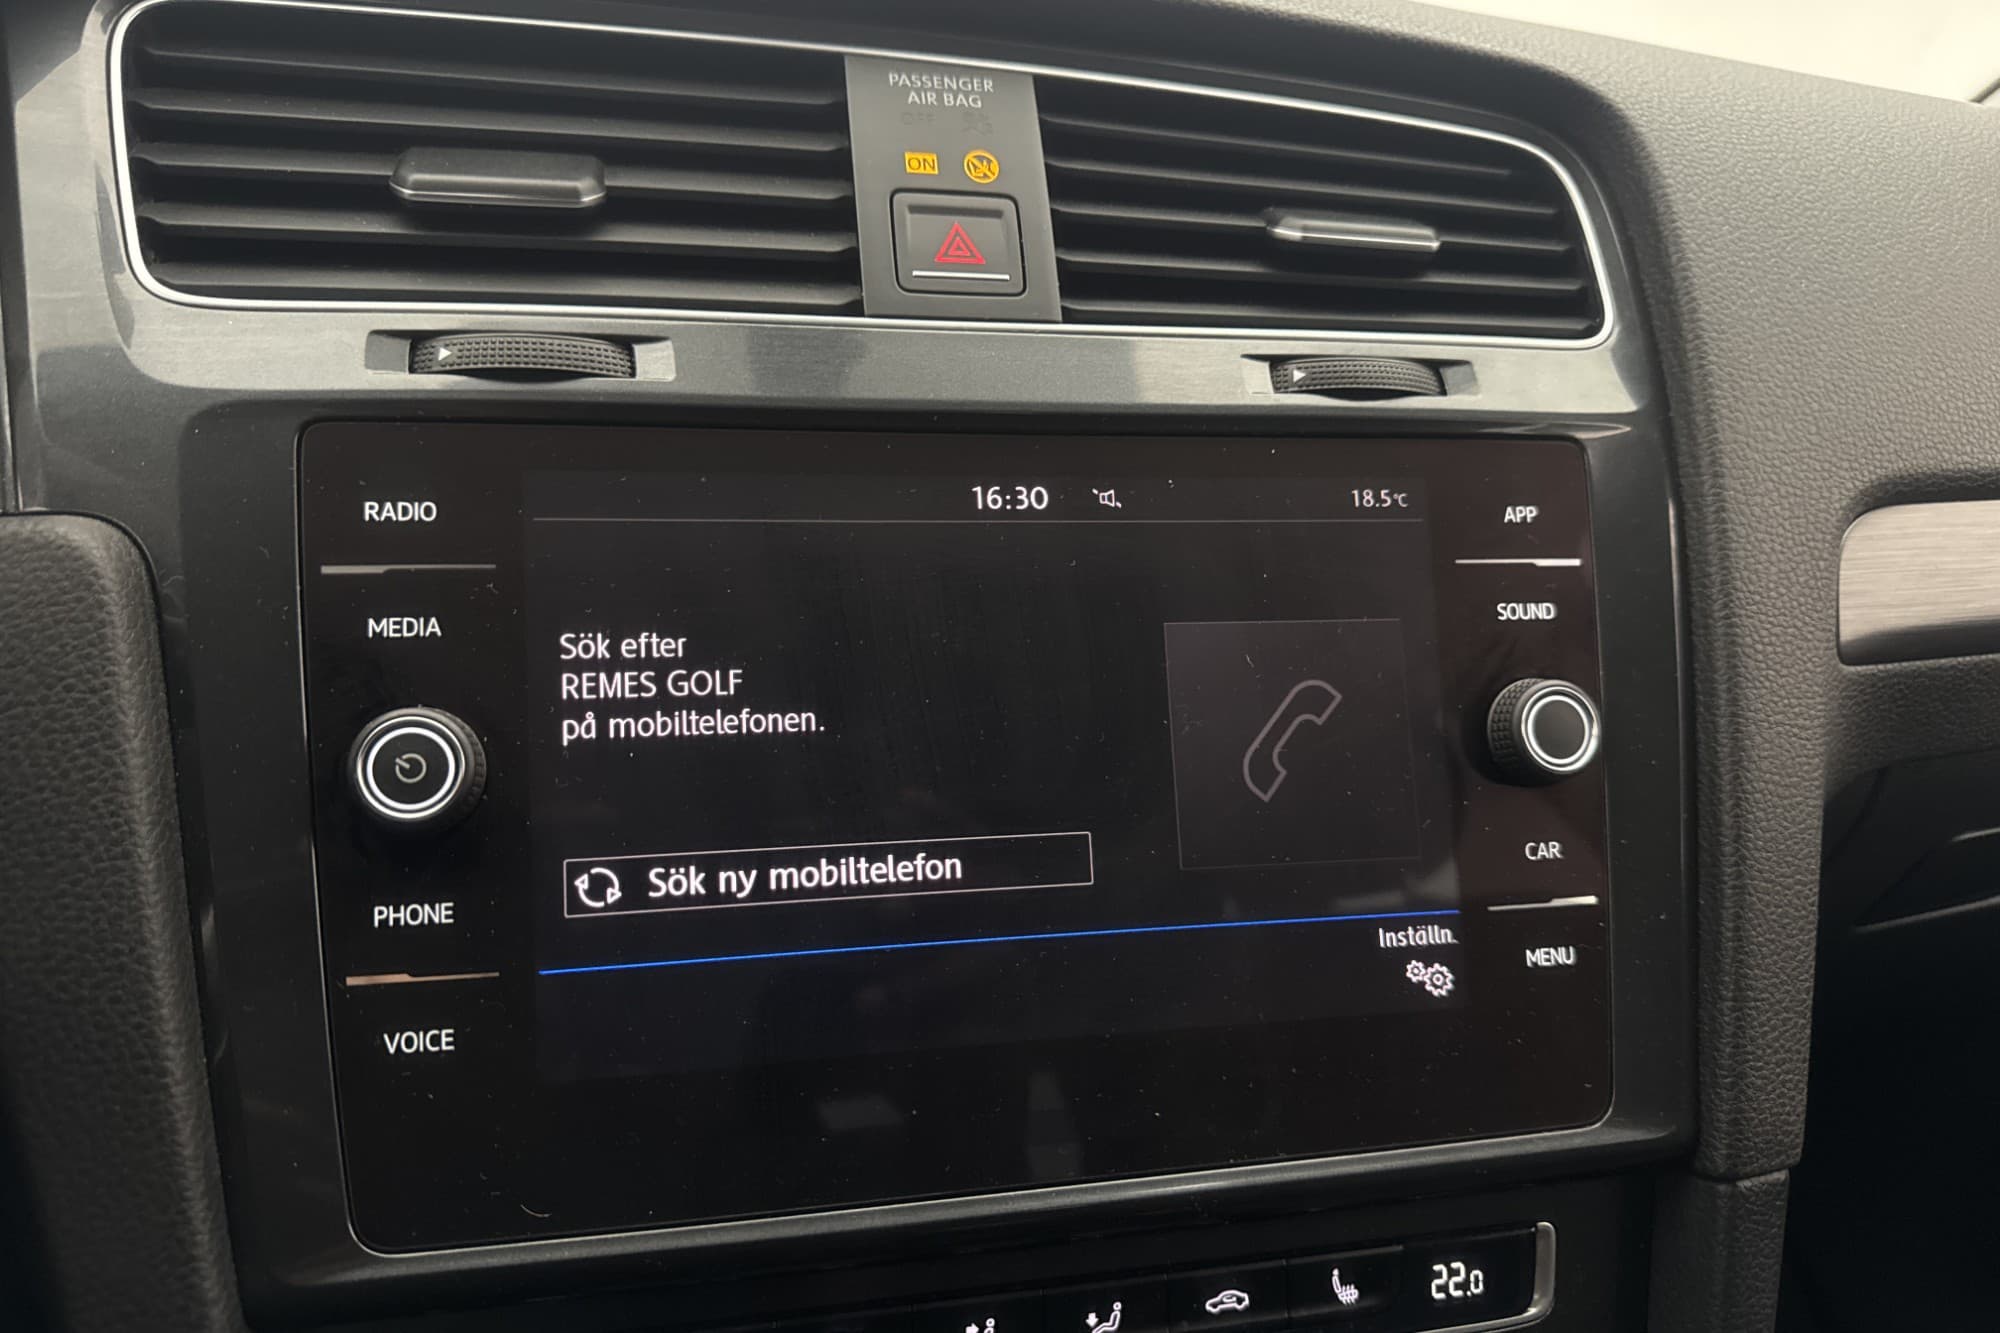 PASSENGER
AIR BAG
OFF
ON
RADIO
MEDIA
PHONE
VOICE
16:30
18.5°C
Sök efter
REMES GOLF
på mobiltelefonen.
Sök ny mobiltelefon
Inställn.
APP
SOUND
CAR
MENU
22.0